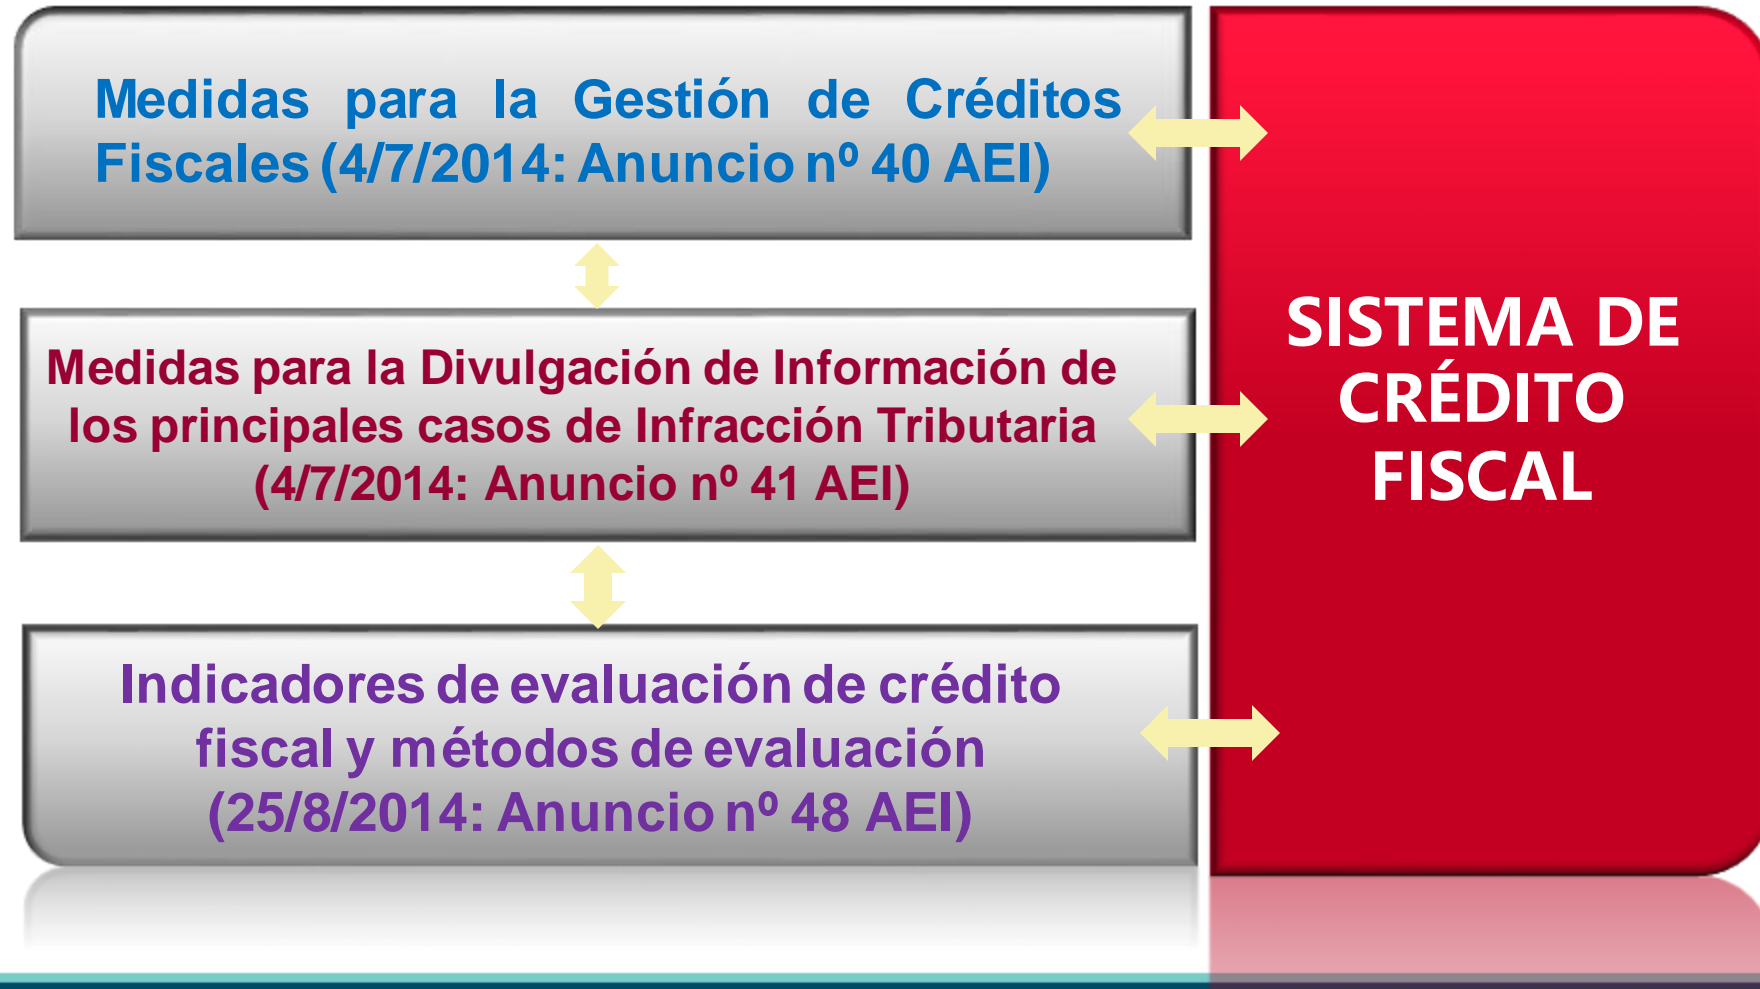 Medidas para la Gestión de Créditos
Fiscales (4/7/2014: Anuncio nº 40 AEI)
Medidas para la Divulgación de Información de
los principales casos de Infracción Tributaria
(4/7/2014: Anuncio nº 41 AEI)
Indicadores de evaluación de crédito
fiscal y métodos de evaluación
(25/8/2014: Anuncio nº 48 AEI)
SISTEMA DE
CRÉDITO
FISCAL